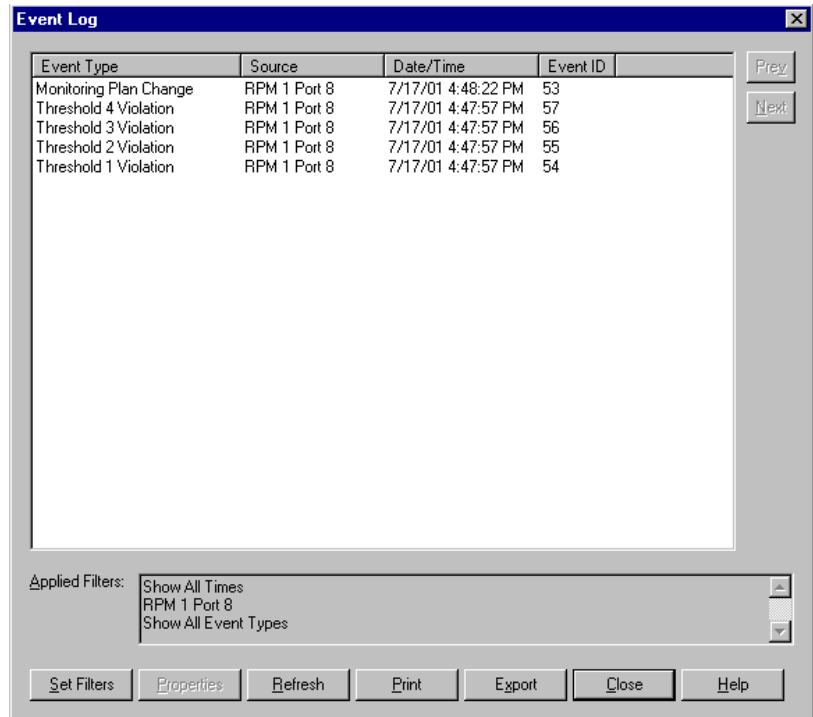 Event Log
Event Type Source Date/Time Event ID
Prev
Monitoring Plan Change RPM 1 Port 8 7/17/01 4:48:22 PM 53
Threshold 4 Violation RPM 1 Port 8 7/17/01 4:47:57 PM 57
Next
Threshold 3 Violation RPM 1 Port 8 7/17/01 4:47:57 PM 56
Threshold 2 Violation RPM 1 Port 8 7/17/01 4:47:57 PM 55
Threshold 1 Violation RPM 1 Port 8 7/17/01 4:47:57 PM 54
Applied Filters:
Show All Times
RPM 1 Port 8
Show All Event Types
Set Filters Properties Refresh Print Export Close Help